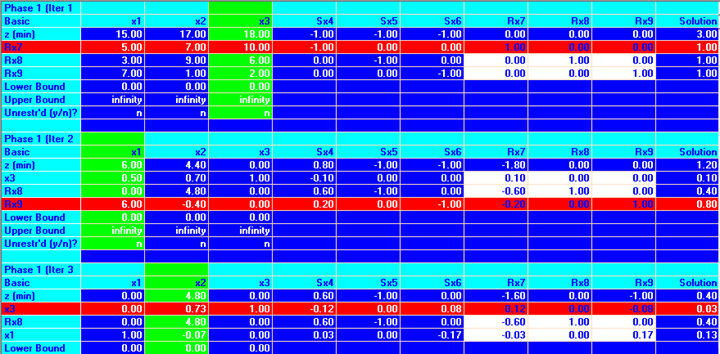 Phase 1 (Iter 1
Basic x1 x2 x3 Sx4 Sx5 Sx6 Rx7 Rx8 Rx9 Solution
z (min) 15.00 17.00 18.00 -1.00 -1.00 -1.00 0.00 0.00 0.00 3.00
Rx7 5.00 7.00 10.00 -1.00 0.00 0.00 1.00 0.00 0.00 1.00
Rx8 3.00 9.00 6.00 0.00 -1.00 0.00 0.00 1.00 0.00 1.00
Rx9 7.00 1.00 2.00 0.00 0.00 -1.00 0.00 0.00 1.00 1.00
Lower Bound 0.00 0.00 0.00
Upper Bound infinity infinity infinity
Unrestr'd (y/n)? n n n
Phase 1 (Iter 2
Basic x1 x2 x3 Sx4 Sx5 Sx6 Rx7 Rx8 Rx9 Solution
z (min) 6.00 4.40 0.00 0.80 -1.00 -1.00 -1.80 0.00 0.00 1.20
x3 0.50 0.70 1.00 -0.10 0.00 0.00 0.10 0.00 0.00 0.10
Rx8 0.00 4.80 0.00 0.60 -1.00 0.00 -0.60 1.00 0.00 0.40
Rx9 6.00 -0.40 0.00 0.20 0.00 -1.00 -0.20 0.00 1.00 0.80
Lower Bound 0.00 0.00 0.00
Upper Bound infinity infinity infinity
Unrestr'd (y/n)? n n n
Phase 1 (Iter 3
Basic x1 x2 x3 Sx4 Sx5 Sx6 Rx7 Rx8 Rx9 Solution
z (min) 0.00 4.80 0.00 0.60 -1.00 0.00 -1.60 0.00 -1.00 0.40
x3 0.00 0.73 1.00 -0.12 0.00 0.08 0.12 0.00 -0.08 0.03
Rx8 0.00 4.80 0.00 0.60 -1.00 0.00 -0.60 1.00 0.00 0.40
x1 1.00 -0.07 0.00 0.03 0.00 -0.17 -0.03 0.00 0.17 0.13
Lower Bound 0.00 0.00 0.00